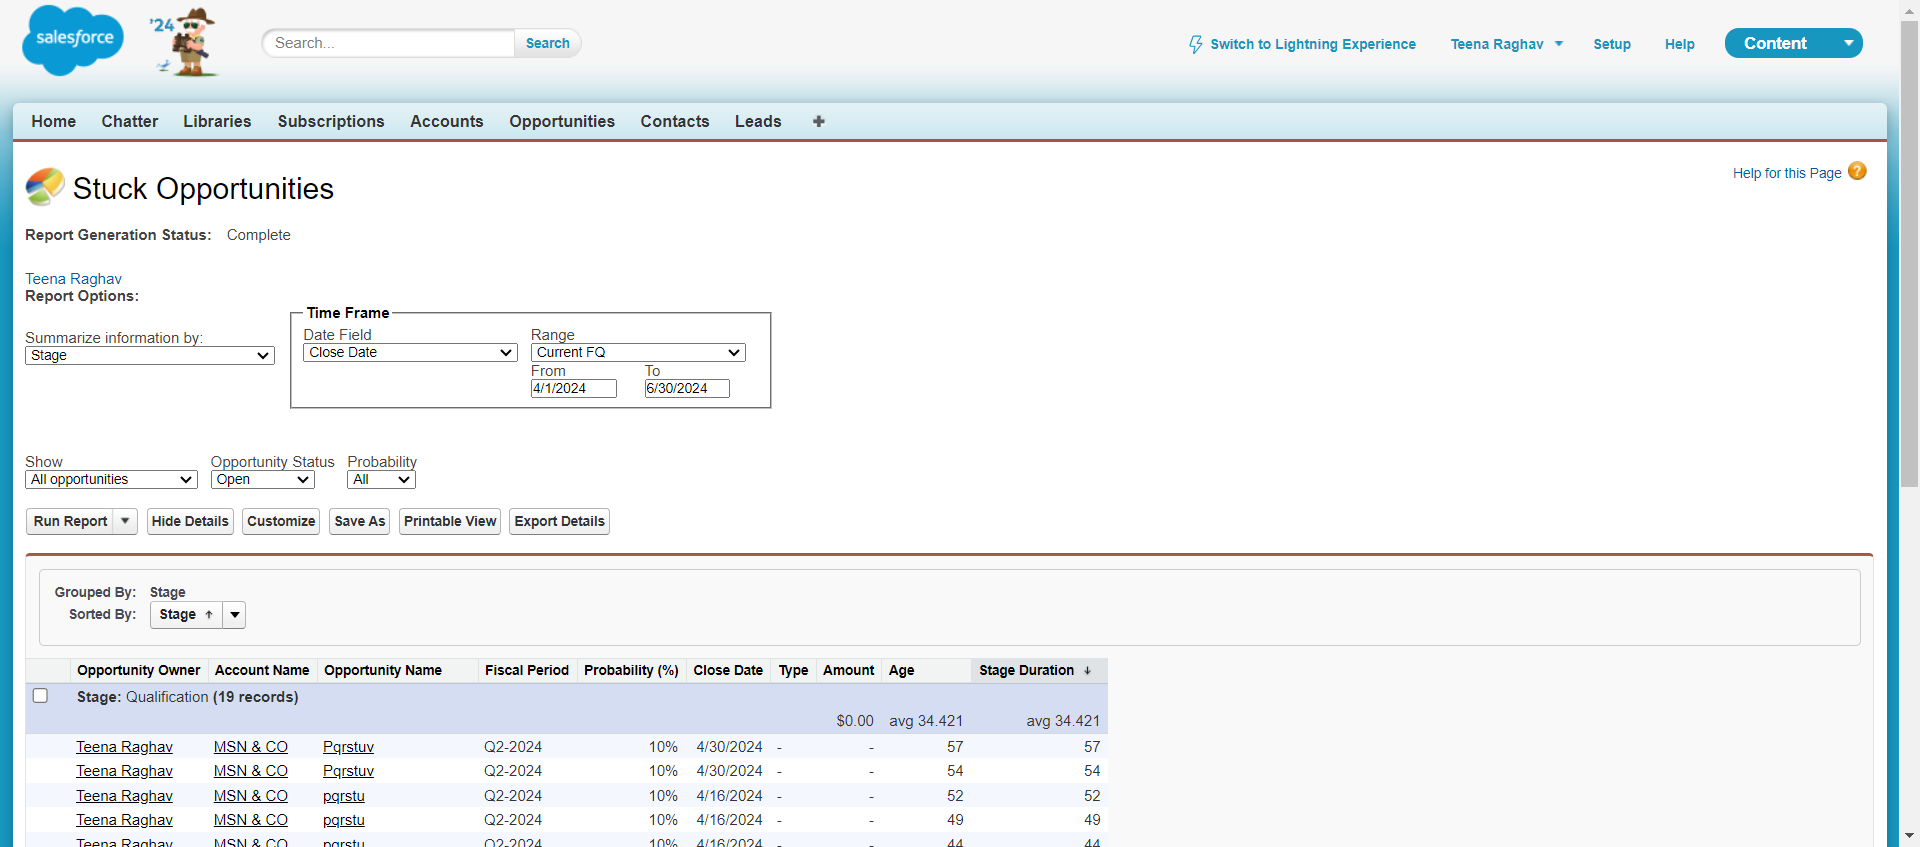 salesforce
'24
Search...
Search
Switch to Lightning Experience
Teena Raghav
Setup
Help
Content
Home
Chatter
Libraries
Subscriptions
Accounts
Opportunities
Contacts
Leads
Stuck Opportunities
Help for this Page ?
Report Generation Status: Complete
Teena Raghav
Report Options:
Time Frame
Summarize information by:
Stage
Date Field
Close Date
Range
Current FQ
From
To
4/1/2024
6/30/2024
Show
Opportunity Status
Probability
All opportunities
Open
All
Run Report
Hide Details
Customize
Save As
Printable View
Export Details
Grouped By: Stage
Sorted By: Stage ↑
Opportunity Owner Account Name Opportunity Name Fiscal Period Probability (%) Close Date Type Amount Age Stage Duration ↓
Stage: Qualification (19 records)
$0.00 avg 34.421 avg 34.421
Teena Raghav MSN & CO Pqrstuv Q2-2024 10% 4/30/2024 - - 57 57
Teena Raghav MSN & CO Pqrstuv Q2-2024 10% 4/30/2024 - - 54 54
Teena Raghav MSN & CO pqrstu Q2-2024 10% 4/16/2024 - - 52 52
Teena Raghav MSN & CO pqrstu Q2-2024 10% 4/16/2024 - - 49 49
Teena Raghav MSN & CO pqrstu Q2-2024 10% 4/16/2024 - - 44 44